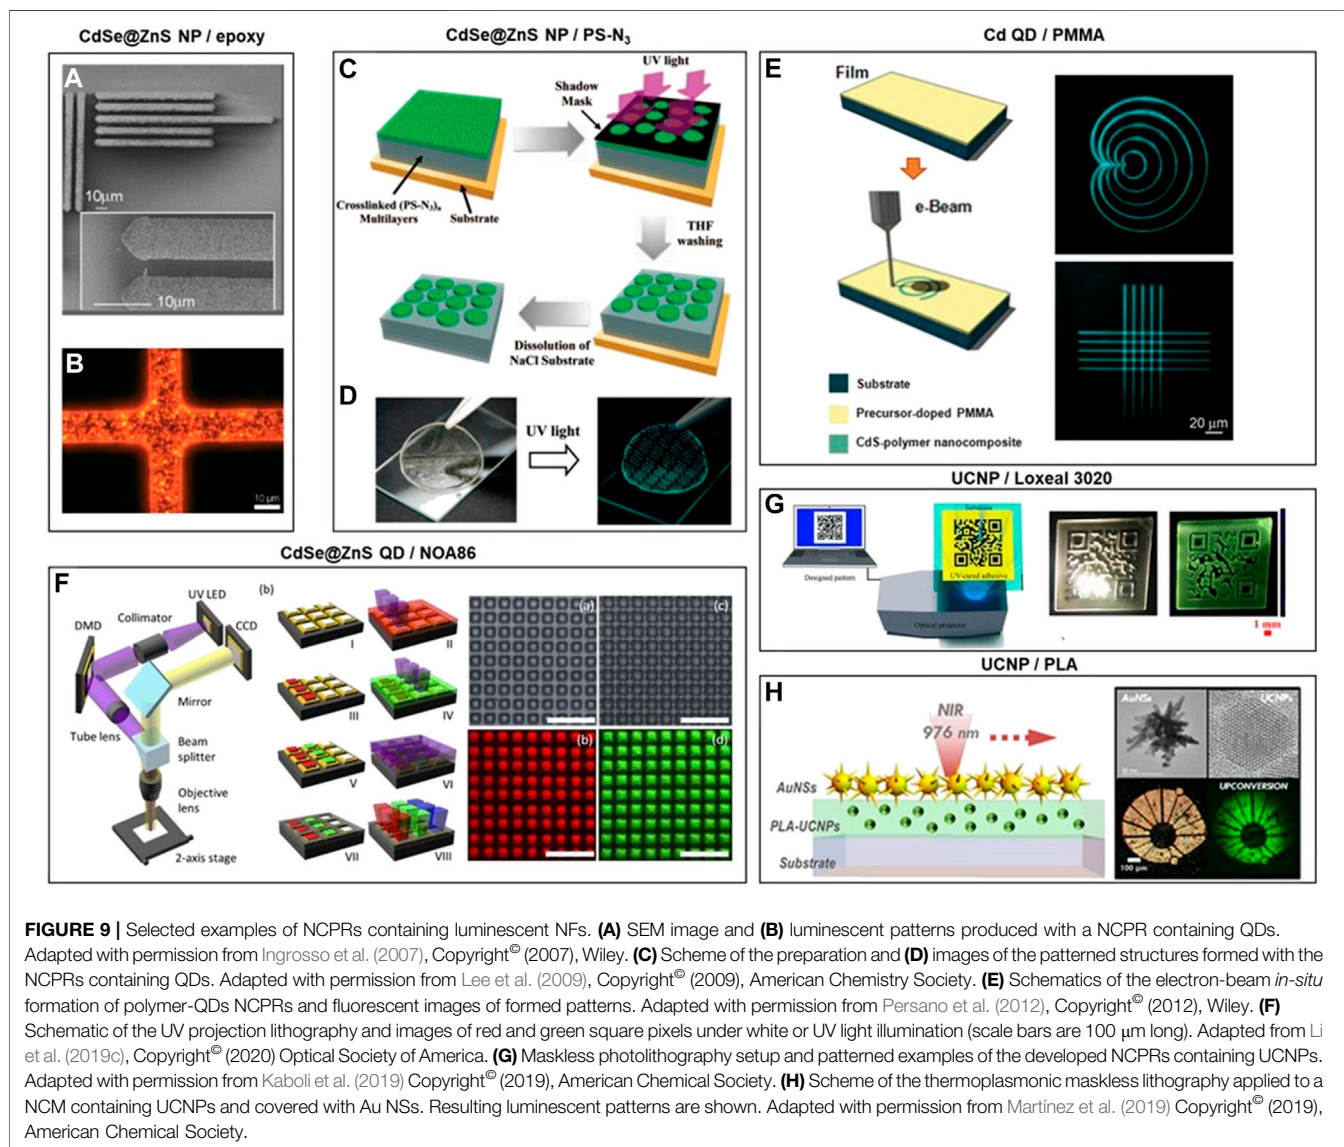 CdSe@ZnS NP / epoxy
A
10μm
10μm
B
10 μm
CdSe@ZnS NP / PS-N₃
C
UV light
Shadow
Mask
Crosslinked (PS-N₃)ₙ
Multilayers
Substrate
THF
washing
Dissolution of
NaCl Substrate
D
UV light
Cd QD / PMMA
E
Film
e-Beam
Substrate
Precursor-doped PMMA
CdS-polymer nanocomposite
20 μm
CdSe@ZnS QD / NOA86
F
UV LED
Collimator
CCD
DMD
Mirror
Tube lens
Beam
splitter
Objective
lens
2-axis stage
(b)
I
II
III
IV
V
VI
VII
VIII
(a)
(c)
(b)
(d)
UCNP / Loxeal 3020
G
Designed pattern
Substrate
UV-cured adhesive
Optical projector
1 mm
UCNP / PLA
H
NIR
976 nm
AuNSs
PLA-UCNPs
Substrate
AuNSs
UCNPs
UPCONVERSION
100 μm
FIGURE 9 | Selected examples of NCPRs containing luminescent NFs. (A) SEM image and (B) luminescent patterns produced with a NCPR containing QDs.
Adapted with permission from Ingrosso et al. (2007), Copyright© (2007), Wiley. (C) Scheme of the preparation and (D) images of the patterned structures formed with the
NCPRs containing QDs. Adapted with permission from Lee et al. (2009), Copyright© (2009), American Chemistry Society. (E) Schematics of the electron-beam in-situ
formation of polymer-QDs NCPRs and fluorescent images of formed patterns. Adapted with permission from Persano et al. (2012), Copyright© (2012), Wiley. (F)
Schematic of the UV projection lithography and images of red and green square pixels under white or UV light illumination (scale bars are 100 μm long). Adapted from Li
et al. (2019c), Copyright© (2020) Optical Society of America. (G) Maskless photolithography setup and patterned examples of the developed NCPRs containing UCNPs.
Adapted with permission from Kaboli et al. (2019) Copyright© (2019), American Chemical Society. (H) Scheme of the thermoplasmonic maskless lithography applied to a
NCM containing UCNPs and covered with Au NSs. Resulting luminescent patterns are shown. Adapted with permission from Martínez et al. (2019) Copyright© (2019),
American Chemical Society.